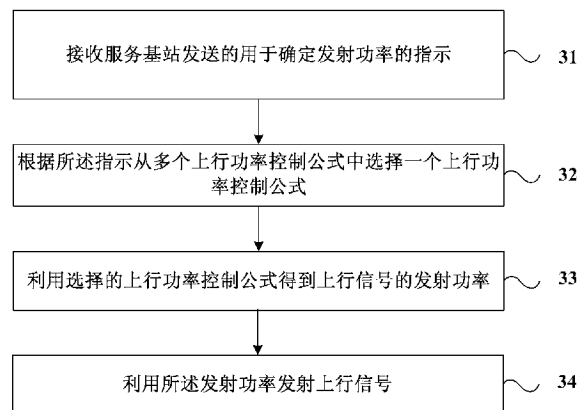 接收服务基站发送的用于确定发射功率的指示
31
根据所述指示从多个上行功率控制公式中选择一个上行功
率控制公式
32
利用选择的上行功率控制公式得到上行信号的发射功率
33
利用所述发射功率发射上行信号
34